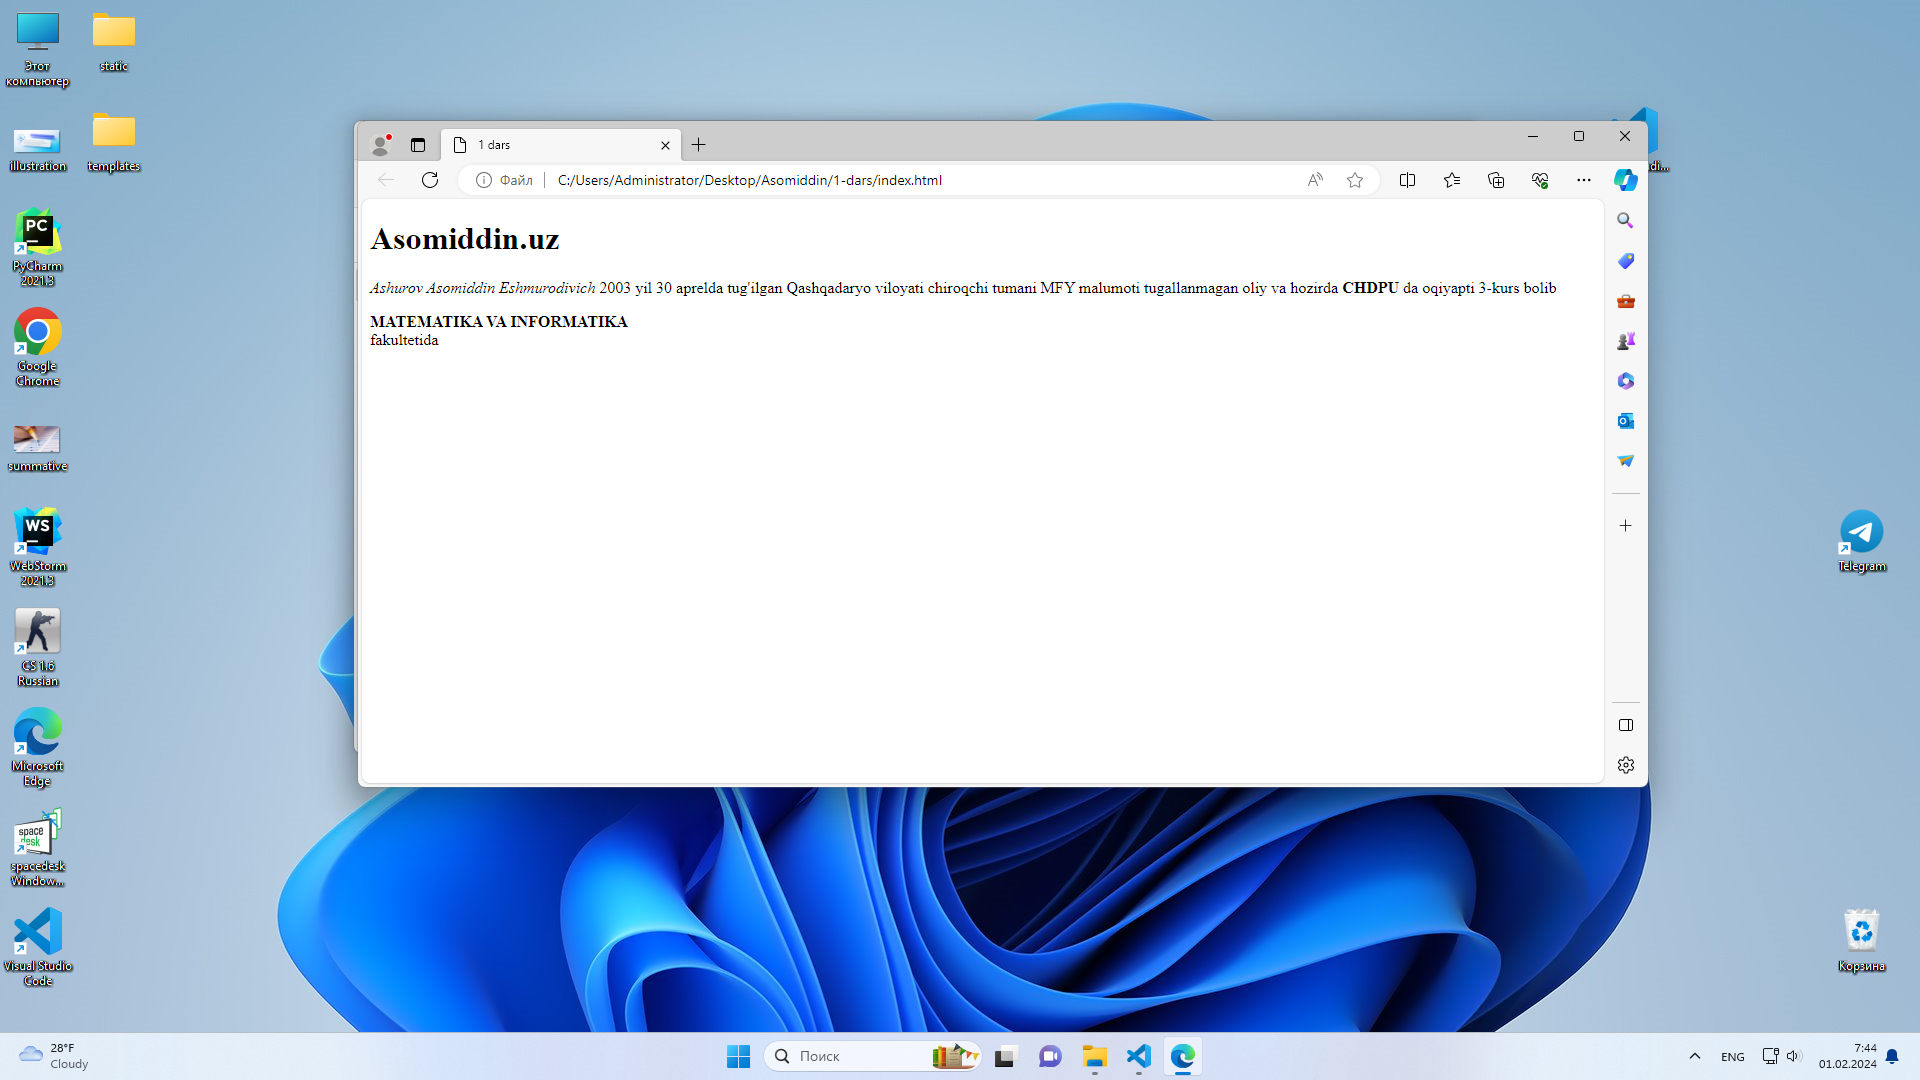 Этот
компьютер
static
illustration
templates
PC
PyCharm
2021.3
Google
Chrome
summative
WS
WebStorm
2021.3
CS 1.6
Russian
Microsoft
Edge
space
desk
spacedesk
Window...
Visual Studio
Code
1 dars
Файл
C:/Users/Administrator/Desktop/Asomiddin/1-dars/index.html
Asomiddin.uz
Ashurov Asomiddin Eshmurodivich 2003 yil 30 aprelda tug'ilgan Qashqadaryo viloyati chiroqchi tumani MFY malumoti tugallanmagan oliy va hozirda CHDPU da oqiyapti 3-kurs bolib
MATEMATIKA VA INFORMATIKA
fakultetida
di...
Telegram
Корзина
28°F
Cloudy
Поиск
ENG
7:44
01.02.2024